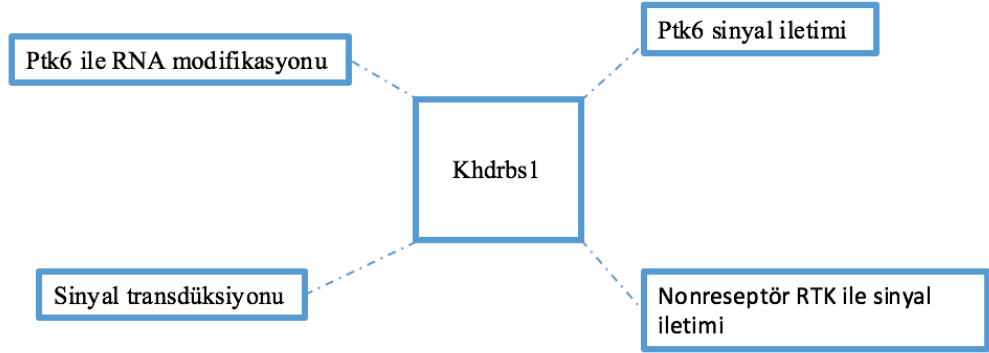 Ptk6 ile RNA modifikasyonu
Ptk6 sinyal iletimi
Khdrbs1
Sinyal transdüksiyonu
Nonreseptör RTK ile sinyal
iletimi